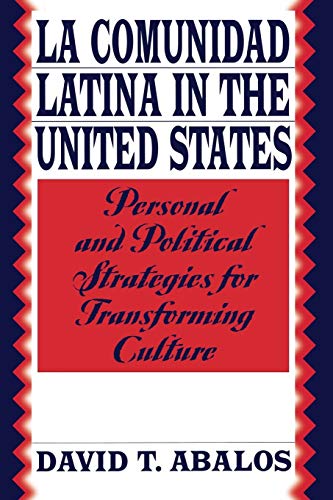 LA COMUNIDAD
LATINA IN THE
UNITED STATES
Personal
and Political
Strategies for
Transforming
Culture
DAVID T. ABALOS